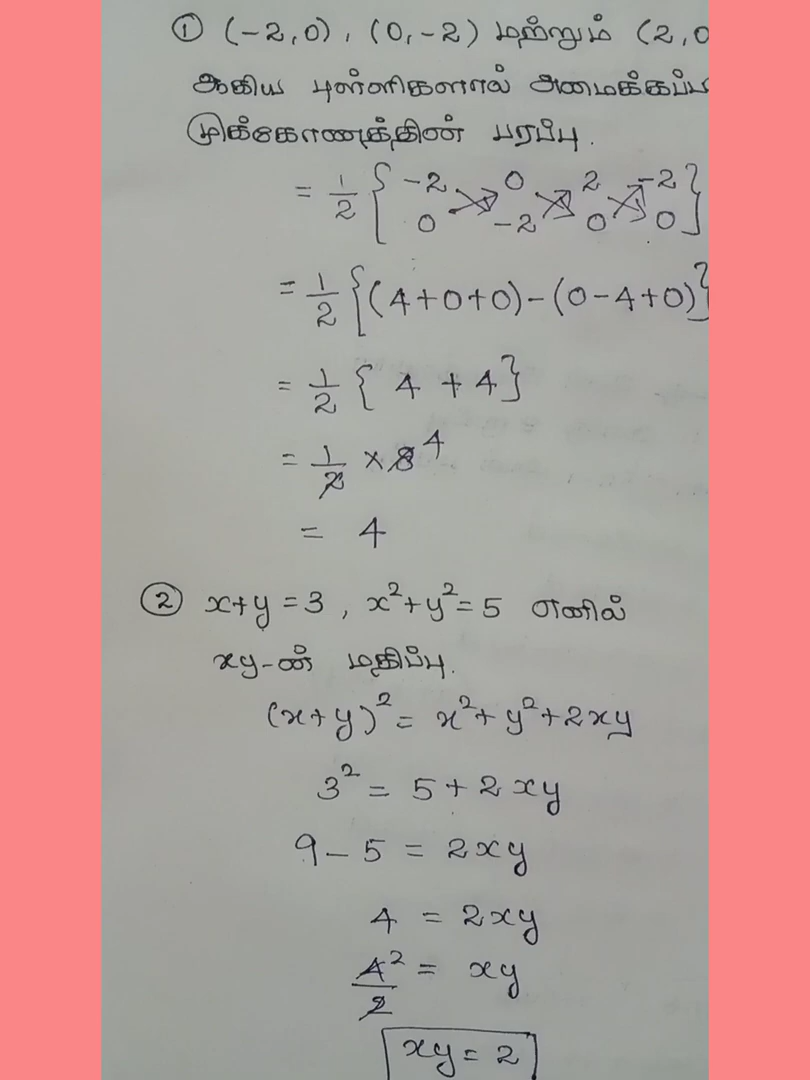 ① (-2,0), (0,-2) மற்றும் (2,0
ஆகிய புள்ளிகளால் அமைக்கப்ப
முக்கோணத்தின் பரப்பு.
= 1/2 { -2 0 2 -2 }
0 -2 0 0
= 1/2 {(4+0+0)-(0-4+0)}
= 1/2 { 4 + 4}
= 1/2 × 8 4
= 4
② x+y = 3, x²+y² = 5 எனில்
xy-ன் மதிப்பு.
(x+y)² = x²+y²+2xy
3² = 5+2xy
9-5 = 2xy
4 = 2xy
4/2 2 = xy
xy = 2